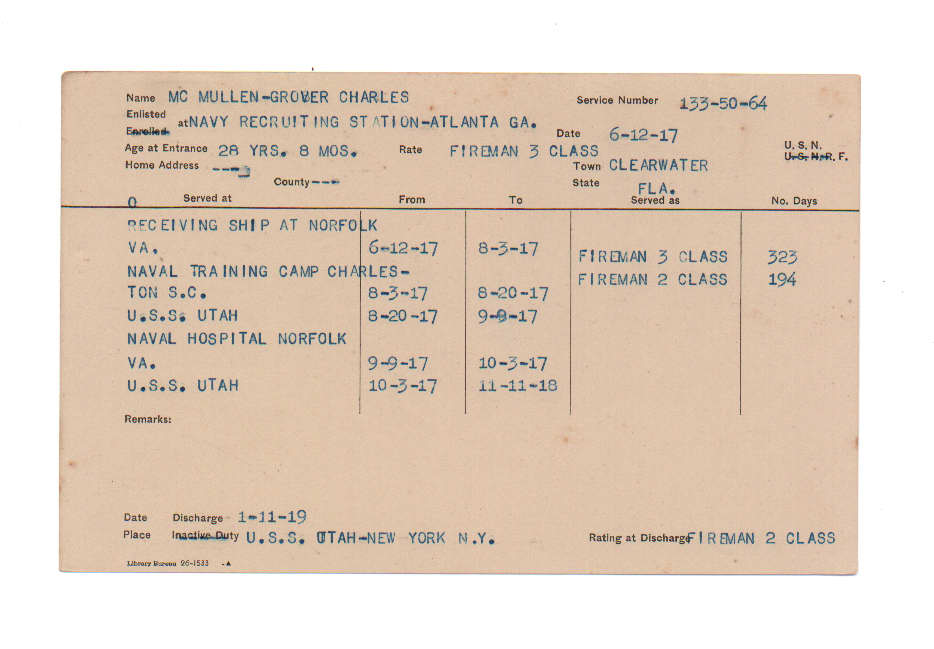 Name MC MULLEN-GROVER CHARLES Service Number 133-50-64
Enlisted
Enrolled at NAVY RECRUITING STATION-ATLANTA GA. Date 6-12-17
Age at Entrance 28 YRS. 8 MOS. Rate FIREMAN 3 CLASS U. S. N.
Home Address ---- Town CLEARWATER U. S. N. R. F.
County--- State FLA.
0 Served at From To Served as No. Days
RECEIVING SHIP AT NORFOLK
VA. 6-12-17 8-3-17 FIREMAN 3 CLASS 323
NAVAL TRAINING CAMP CHARLES- FIREMAN 2 CLASS 194
TON S.C. 8-3-17 8-20-17
U.S.S. UTAH 8-20-17 9-9-17
NAVAL HOSPITAL NORFOLK
VA. 9-9-17 10-3-17
U.S.S. UTAH 10-3-17 11-11-18
Remarks:
Date Discharge 1-11-19
Place Inactive Duty U.S.S. UTAH-NEW YORK N.Y. Rating at Discharge FIREMAN 2 CLASS
Library Bureau 26-1533 -A